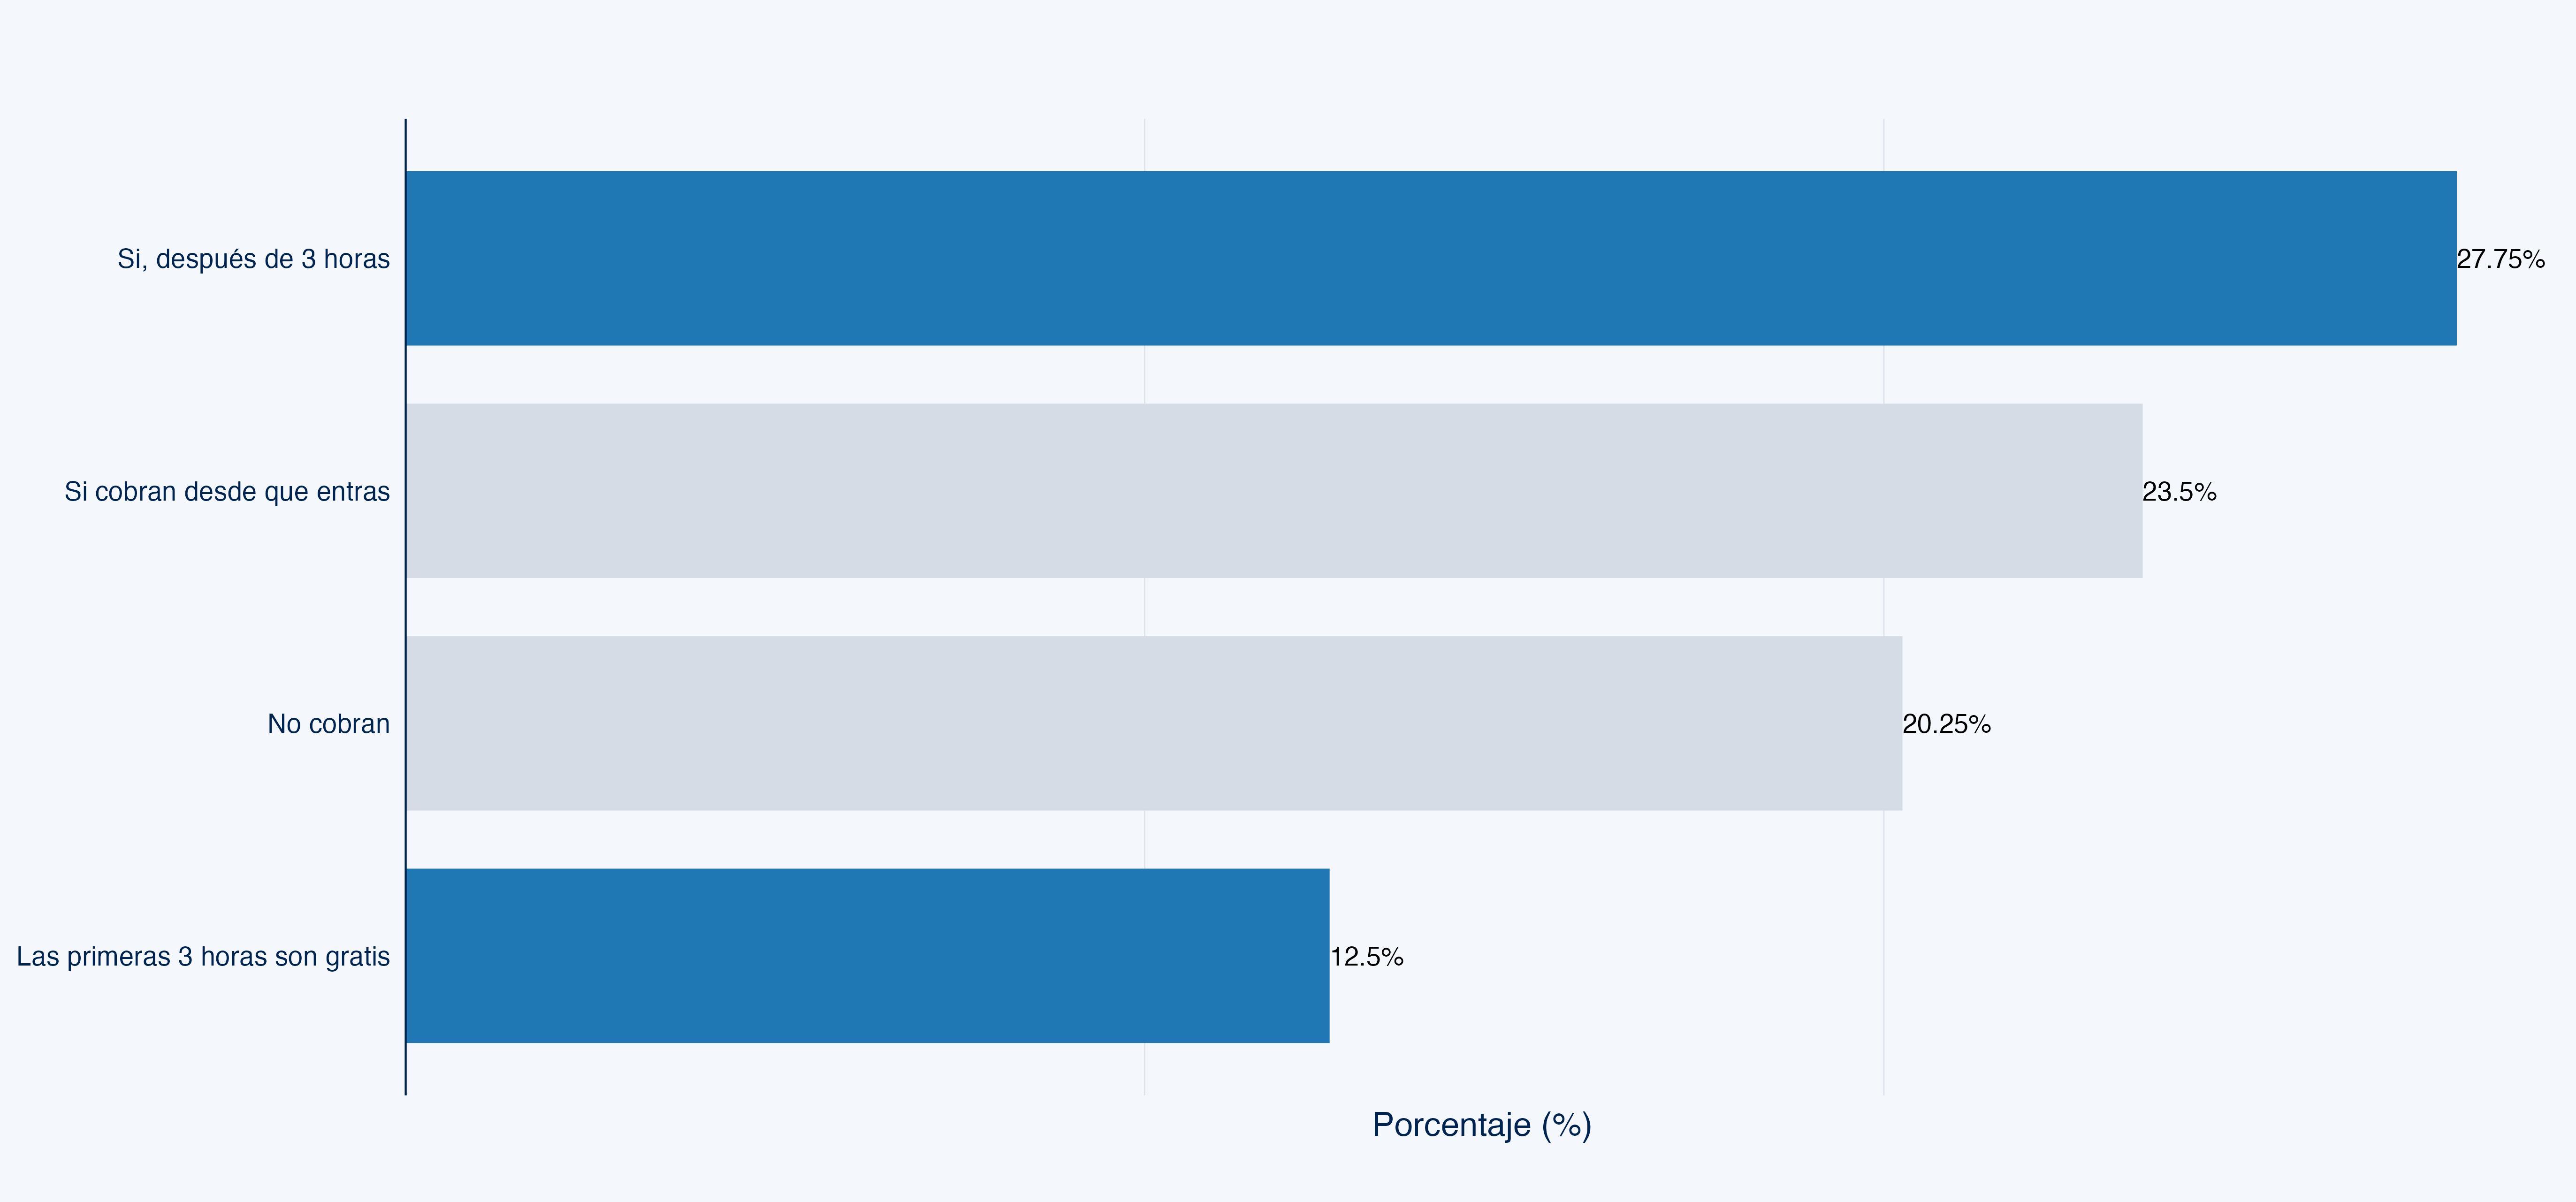 Si, después de 3 horas
27.75%
Si cobran desde que entras
23.5%
No cobran
20.25%
Las primeras 3 horas son gratis
12.5%
Porcentaje (%)